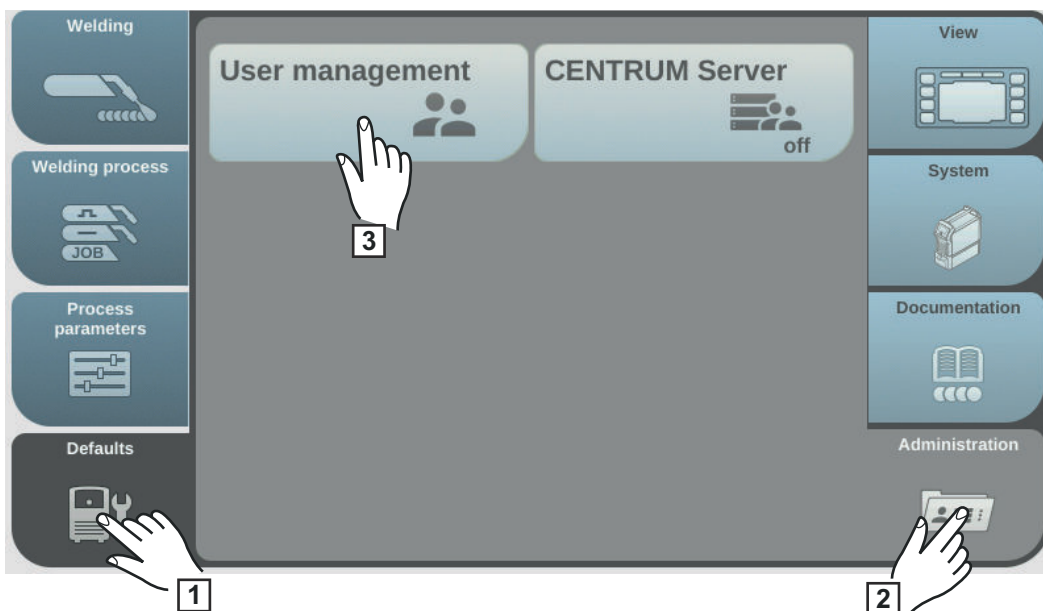 Welding
View
User management
CENTRUM Server
off
Welding process
System
JOB
3
Process
parameters
Documentation
Defaults
Administration
1
2